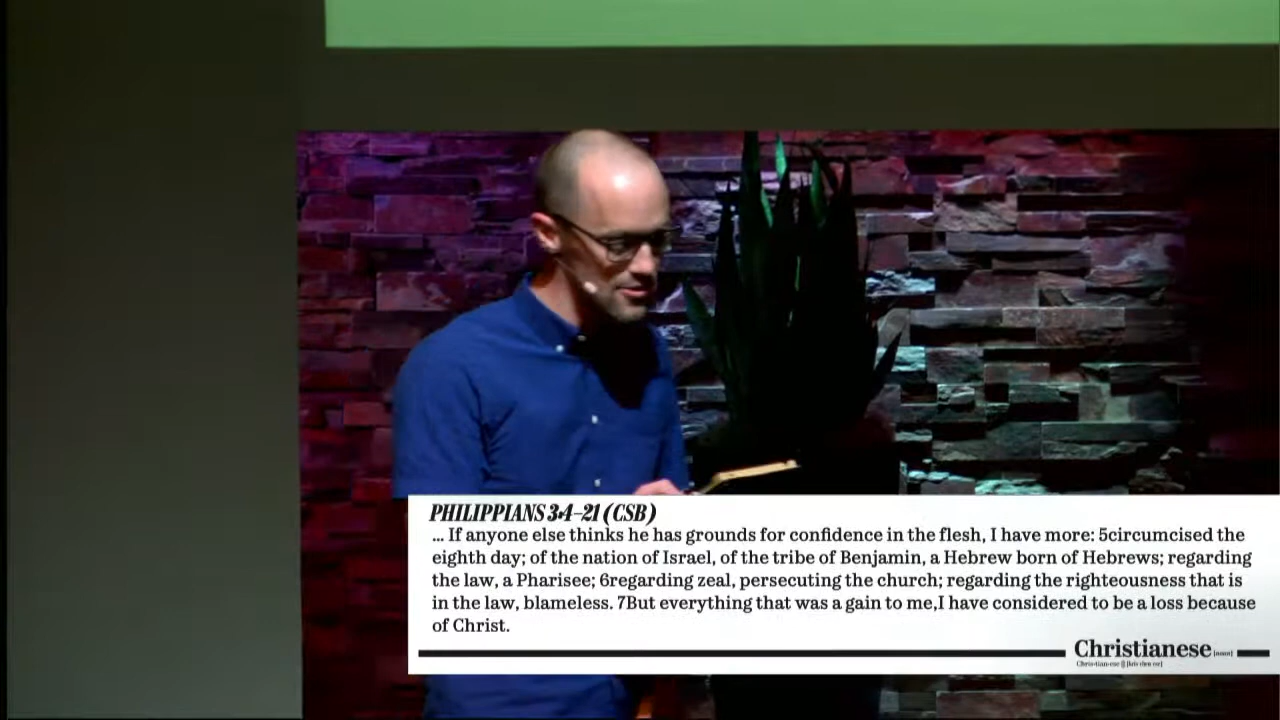 PHILIPPIANS 3:4–21 (CSB)
... If anyone else thinks he has grounds for confidence in the flesh, I have more: 5circumcised the
eighth day; of the nation of Israel, of the tribe of Benjamin, a Hebrew born of Hebrews; regarding
the law, a Pharisee; 6regarding zeal, persecuting the church; regarding the righteousness that is
in the law, blameless. 7But everything that was a gain to me,I have considered to be a loss because
of Christ.
Christianese [noun]